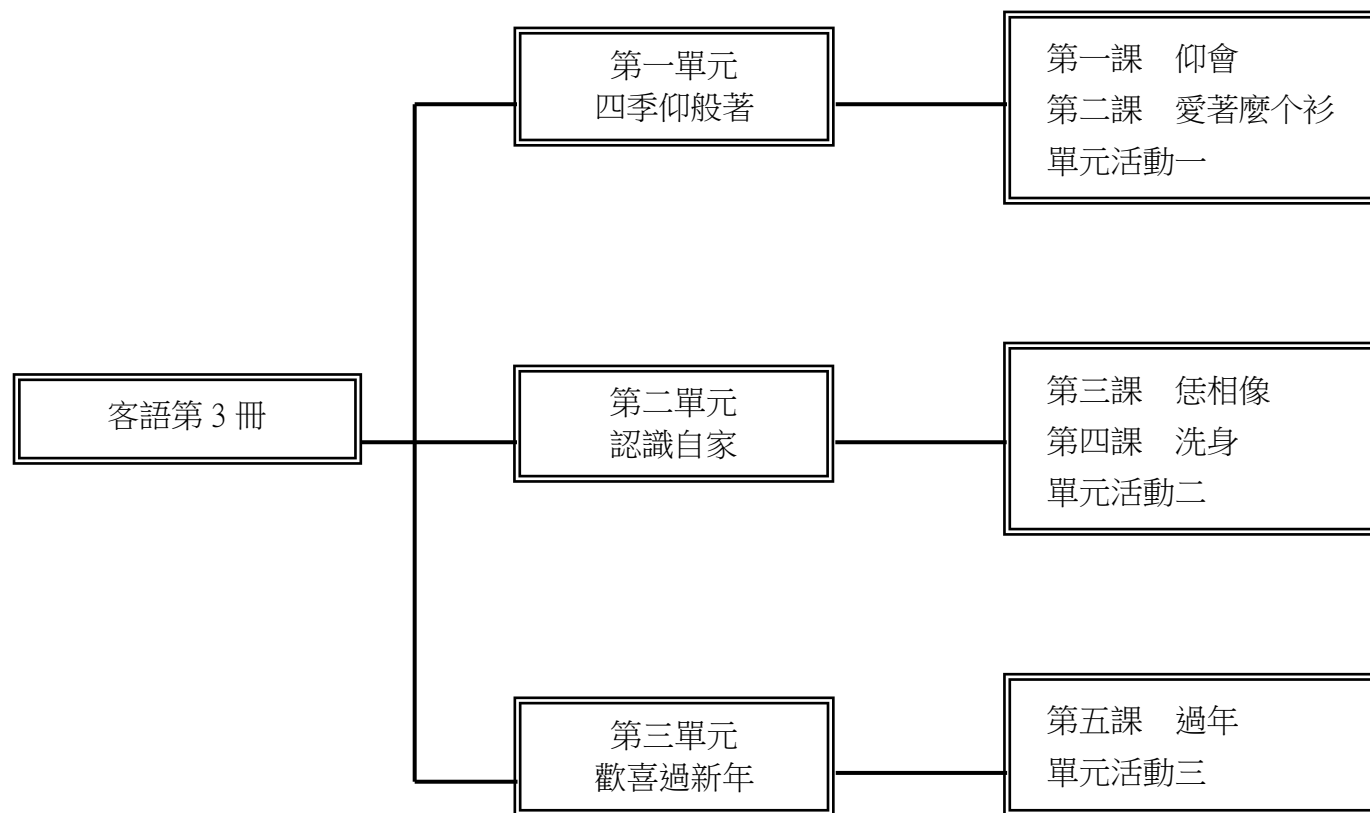 客語第 3 冊
第一單元
四季仰般著
第一課　仰會
第二課　愛著麼个衫
單元活動一
第二單元
認識自家
第三課　恁相像
第四課　洗身
單元活動二
第三單元
歡喜過新年
第五課　過年
單元活動三